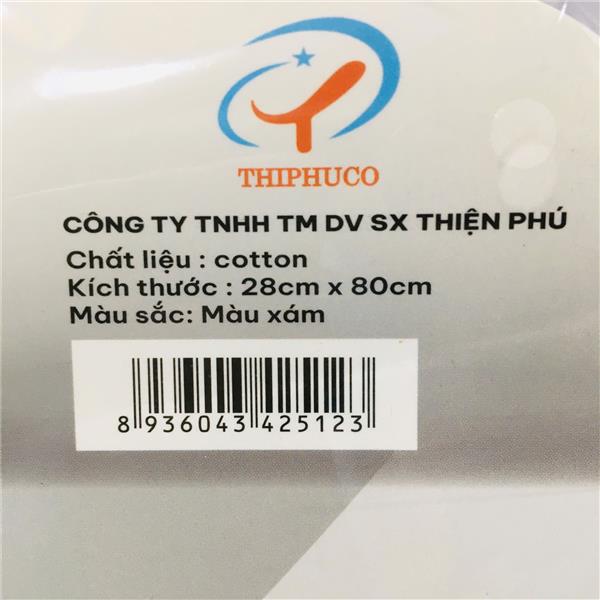 THIPHUCO
CÔNG TY TNHH TM DV SX THIỆN PHÚ
Chất liệu : cotton
Kích thước : 28cm x 80cm
Màu sắc: Màu xám
8 936043 425123